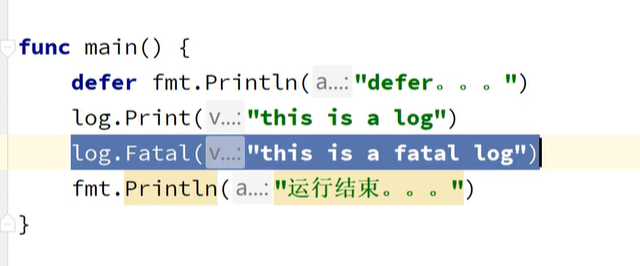 func main() {
defer fmt.Println(a...:"defer。。。")
log.Print(v...:"this is a log")
log.Fatal(v...:"this is a fatal log")
fmt.Println(a...:"运行结束。。。")
}